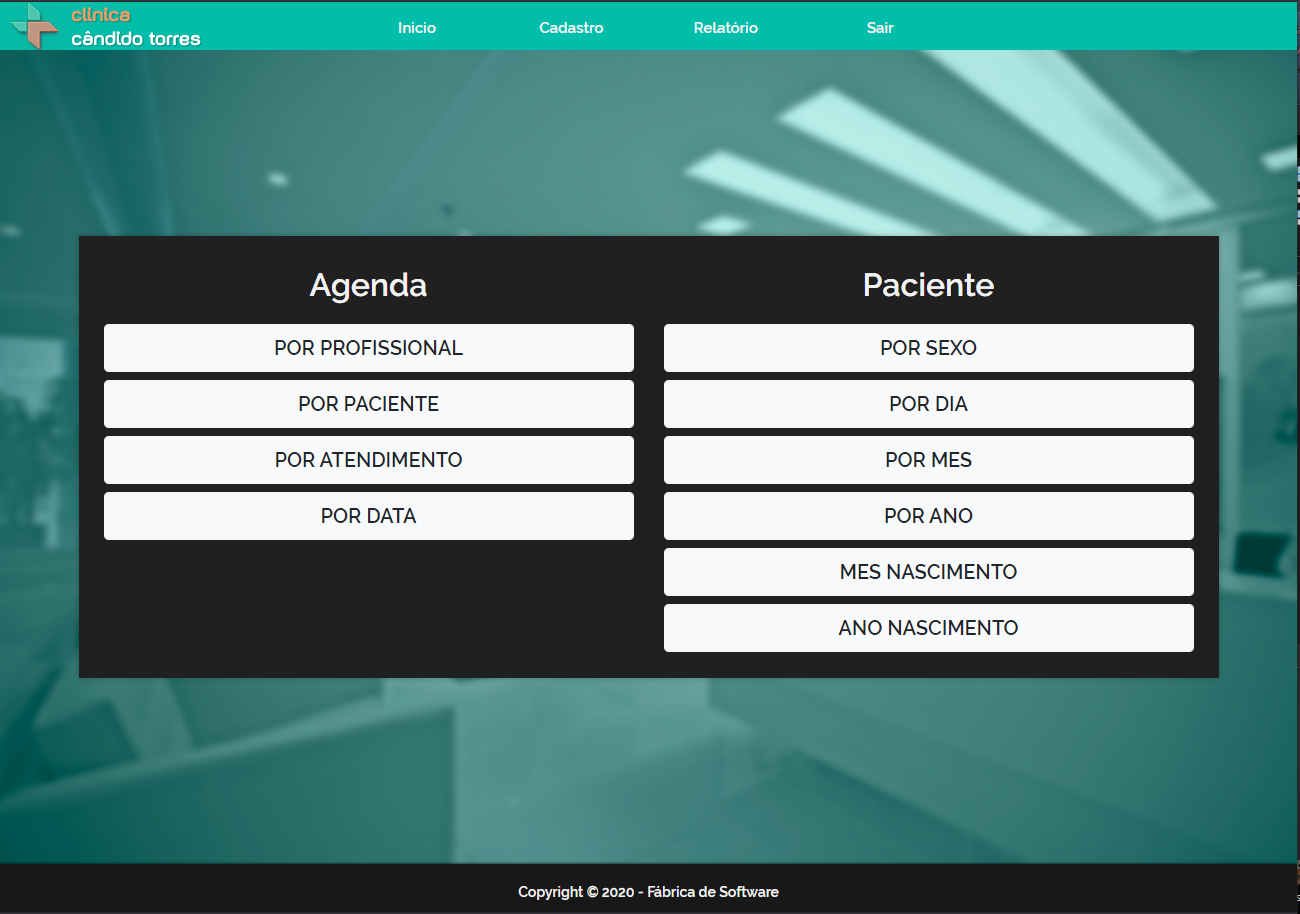 clínica
cândido torres
Inicio
Cadastro
Relatório
Sair
Agenda
POR PROFISSIONAL
POR PACIENTE
POR ATENDIMENTO
POR DATA
Paciente
POR SEXO
POR DIA
POR MES
POR ANO
MES NASCIMENTO
ANO NASCIMENTO
Copyright © 2020 - Fábrica de Software